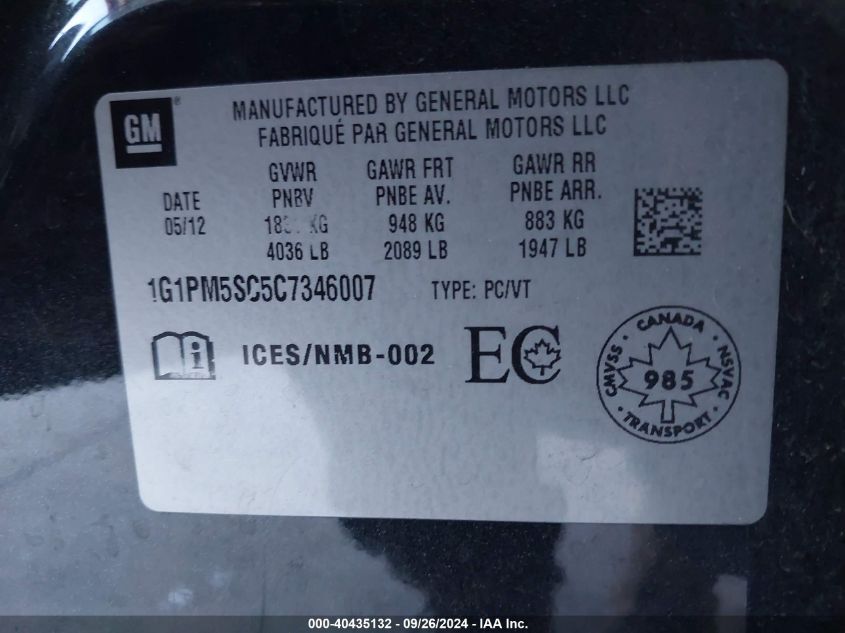 GM
MANUFACTURED BY GENERAL MOTORS LLC
FABRIQUÉ PAR GENERAL MOTORS LLC
GVWR GAWR FRT GAWR RR
DATE PNBV PNBE AV. PNBE ARR.
05/12 KG 948 KG 883 KG
4036 LB 2089 LB 1947 LB
1G1PM5SC5C7346007 TYPE: PC/VT
ICES/NMB-002 EC
CANADA
CMVSS 985 NSVAC
TRANSPORT
000-40435132 - 09/26/2024 - IAA Inc.